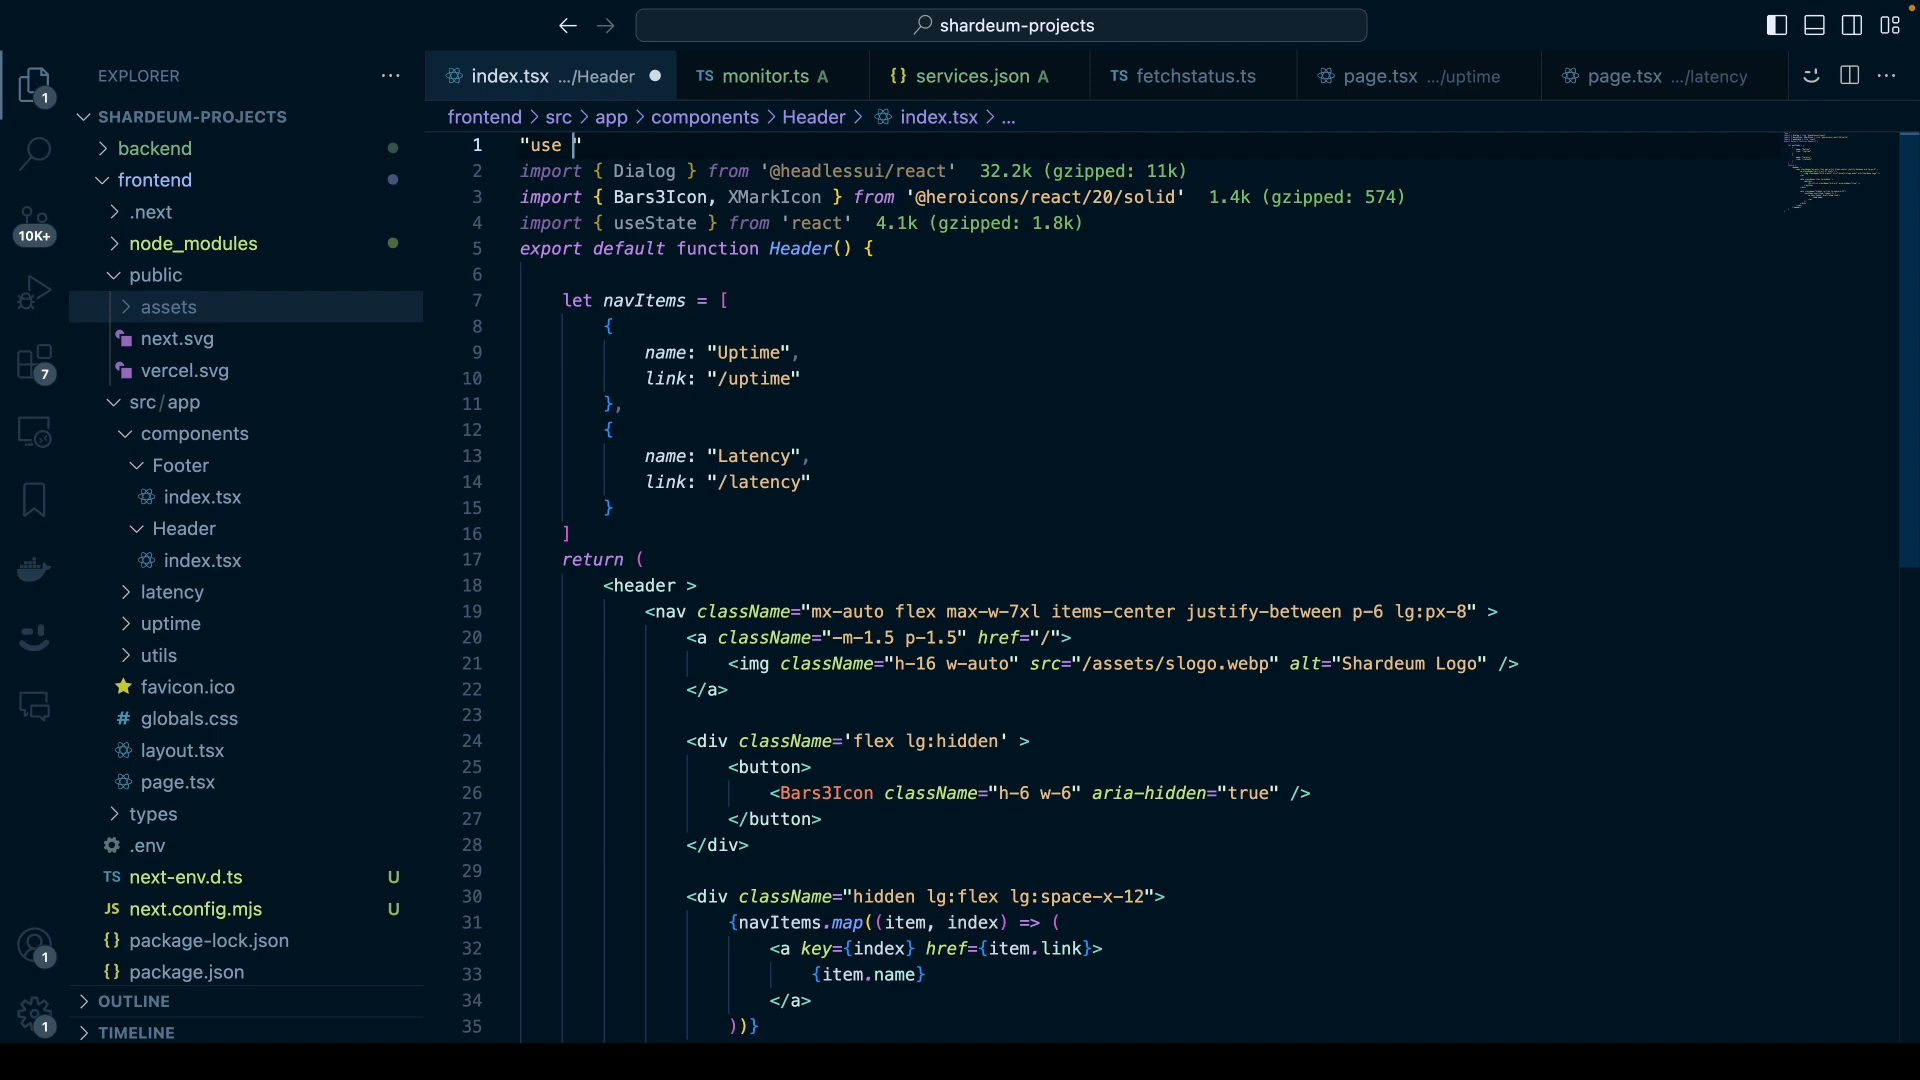 shardeum-projects
EXPLORER
SHARDEUM-PROJECTS
backend
frontend
.next
node_modules
public
assets
next.svg
vercel.svg
src/app
components
Footer
index.tsx
Header
index.tsx
latency
uptime
utils
favicon.ico
globals.css
layout.tsx
page.tsx
types
.env
next-env.d.ts U
next.config.mjs U
package-lock.json
package.json
OUTLINE
TIMELINE
1
10K+
7
1
1
index.tsx .../Header
TS monitor.ts A
{} services.json A
TS fetchstatus.ts
page.tsx .../uptime
page.tsx .../latency
frontend > src > app > components > Header > index.tsx > ...
1 "use "
2 import { Dialog } from '@headlessui/react' 32.2k (gzipped: 11k)
3 import { Bars3Icon, XMarkIcon } from '@heroicons/react/20/solid' 1.4k (gzipped: 574)
4 import { useState } from 'react' 4.1k (gzipped: 1.8k)
5 export default function Header() {
6
7 let navItems = [
8 {
9 name: "Uptime",
10 link: "/uptime"
11 },
12 {
13 name: "Latency",
14 link: "/latency"
15 }
16 ]
17 return (
18 <header >
19 <nav className="mx-auto flex max-w-7xl items-center justify-between p-6 lg:px-8" >
20 <a className="-m-1.5 p-1.5" href="/">
21 <img className="h-16 w-auto" src="/assets/slogo.webp" alt="Shardeum Logo" />
22 </a>
23
24 <div className='flex lg:hidden' >
25 <button>
26 <Bars3Icon className="h-6 w-6" aria-hidden="true" />
27 </button>
28 </div>
29
30 <div className="hidden lg:flex lg:space-x-12">
31 {navItems.map((item, index) => (
32 <a key={index} href={item.link}>
33 {item.name}
34 </a>
35 ))}